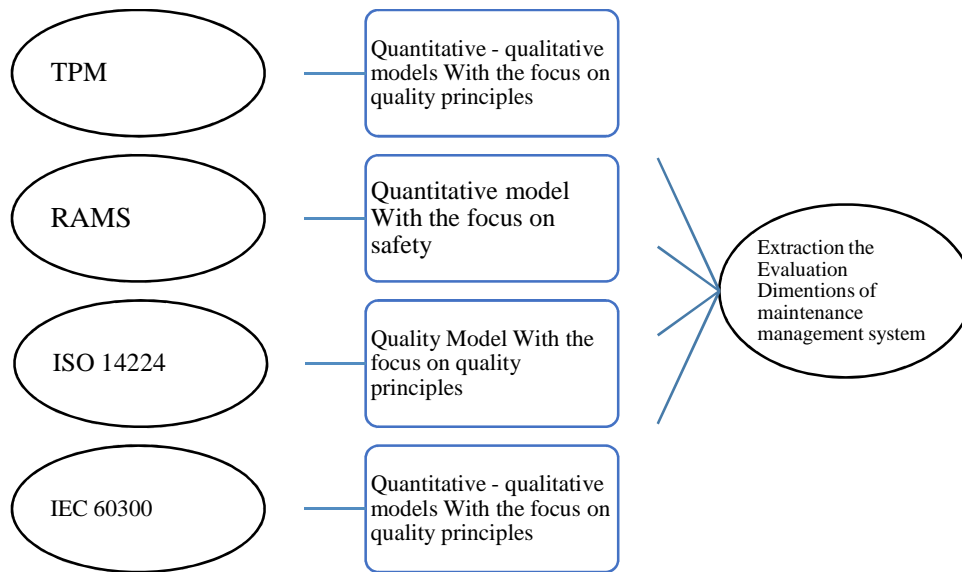 TPM
Quantitative - qualitative
models With the focus on
quality principles
RAMS
Quantitative model
With the focus on
safety
ISO 14224
Quality Model With the
focus on quality
principles
IEC 60300
Quantitative - qualitative
models With the focus on
quality principles
Extraction the
Evaluation
Dimentions of
maintenance
management system